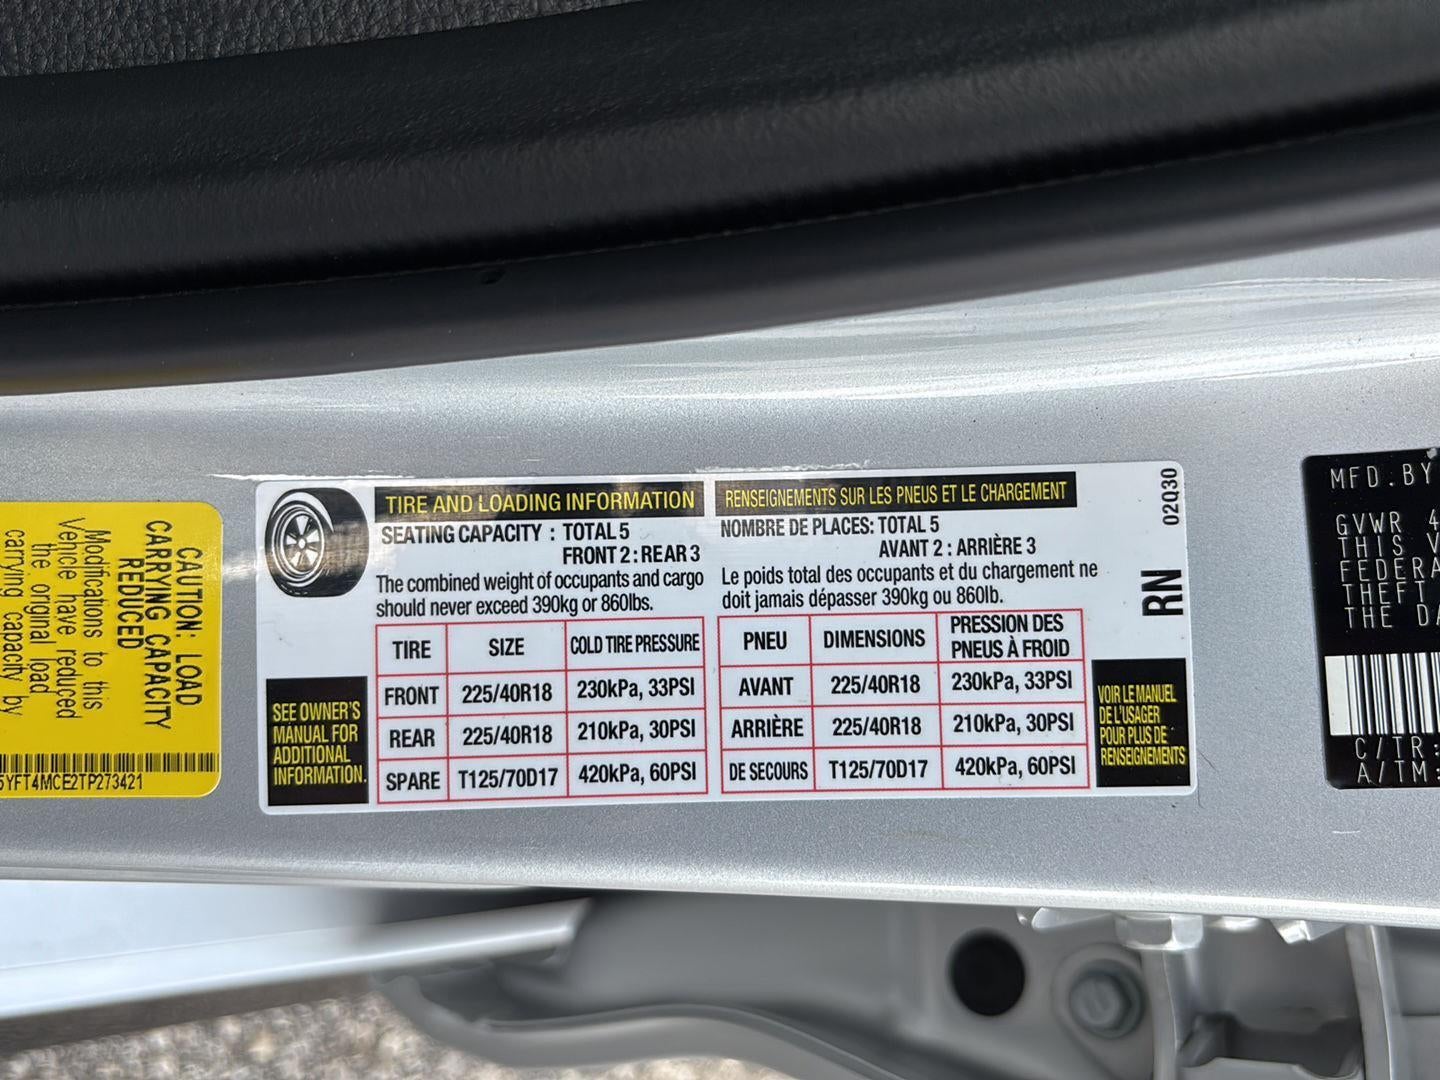 CAUTION: LOAD
CARRYING CAPACITY
REDUCED
Modifications to this
Vehicle have reduced
the original load
carrying capacity by
5YFT4MCE2TP273421
TIRE AND LOADING INFORMATION
SEATING CAPACITY : TOTAL 5
FRONT 2 : REAR 3
The combined weight of occupants and cargo
should never exceed 390kg or 860lbs.
TIRE SIZE COLD TIRE PRESSURE
FRONT 225/40R18 230kPa, 33PSI
REAR 225/40R18 210kPa, 30PSI
SPARE T125/70D17 420kPa, 60PSI
SEE OWNER'S
MANUAL FOR
ADDITIONAL
INFORMATION.
RENSEIGNEMENTS SUR LES PNEUS ET LE CHARGEMENT
NOMBRE DE PLACES: TOTAL 5
AVANT 2 : ARRIÈRE 3
Le poids total des occupants et du chargement ne
doit jamais dépasser 390kg ou 860lb.
PNEU DIMENSIONS PRESSION DES
PNEUS À FROID
AVANT 225/40R18 230kPa, 33PSI
ARRIÈRE 225/40R18 210kPa, 30PSI
DE SECOURS T125/70D17 420kPa, 60PSI
VOIR LE MANUEL
DE L'USAGER
POUR PLUS DE
RENSEIGNEMENTS
02Q30
RN
MFD.BY
GVWR 4
THIS V
FEDERA
THEFT
THE DA
C/TR:
A/TM: